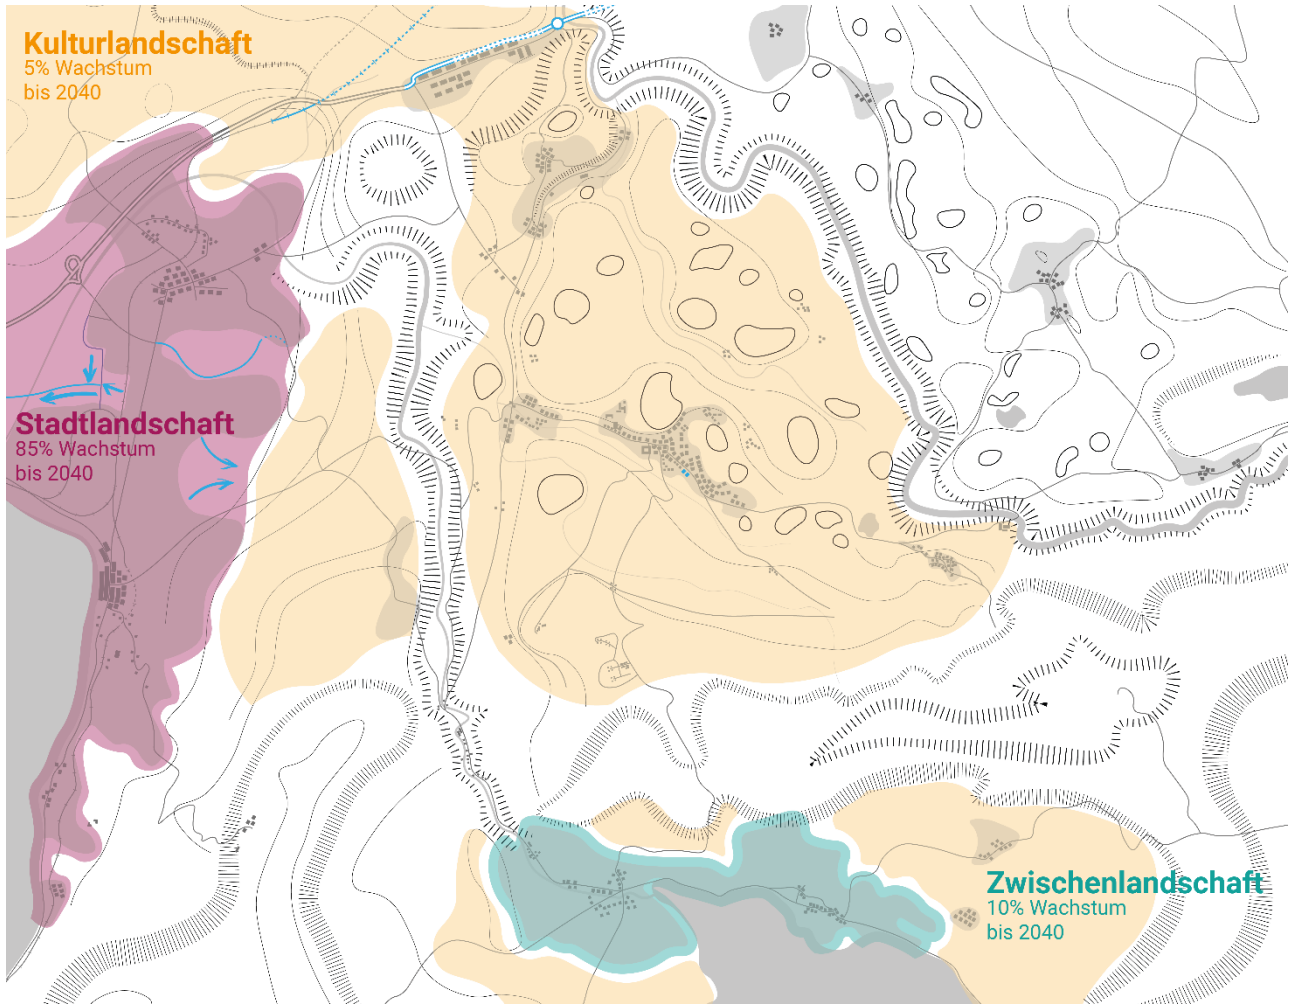 Kulturlandschaft
5% Wachstum
bis 2040
Stadtlandschaft
85% Wachstum
bis 2040
Zwischenlandschaft
10% Wachstum
bis 2040